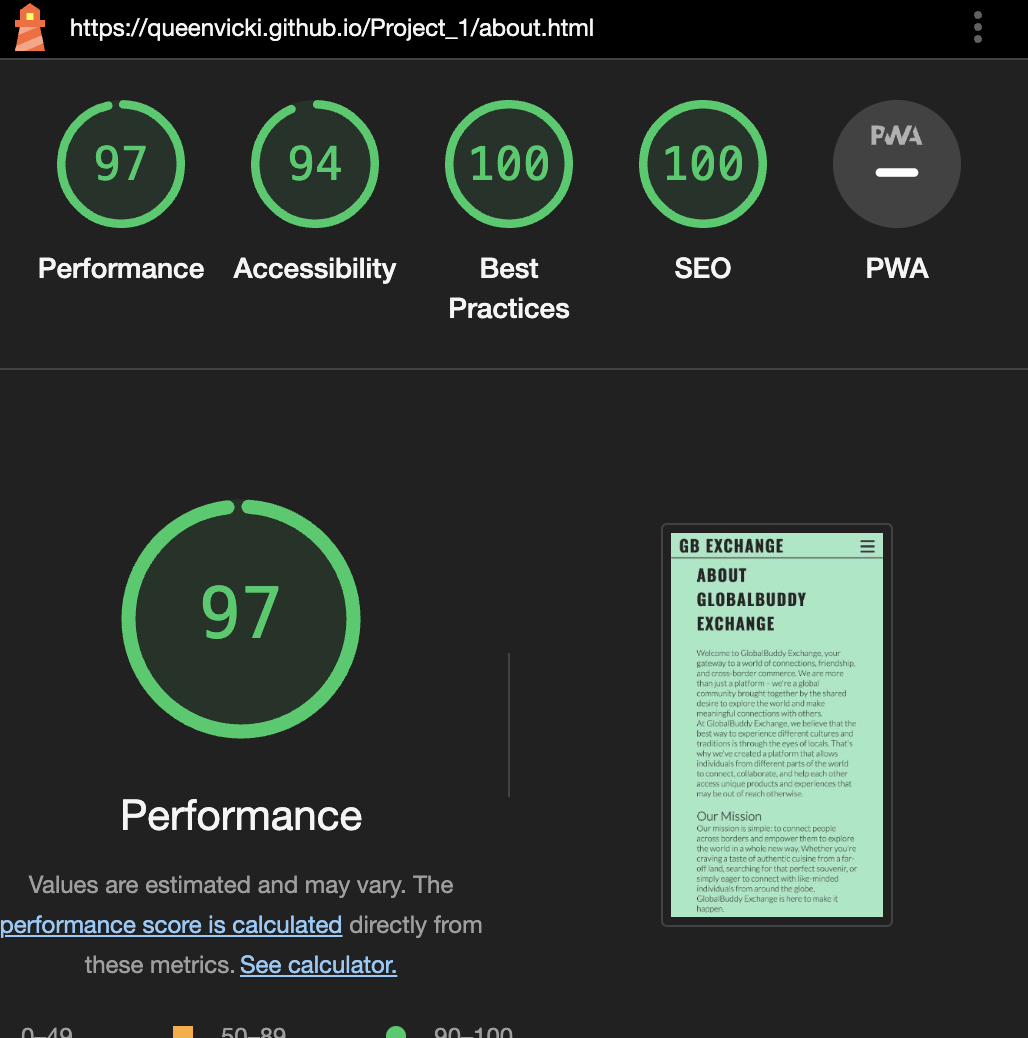 https://queenvicki.github.io/Project_1/about.html
97
94
100
100
PWA
Performance
Accessibility
Best
Practices
SEO
PWA
97
Performance
Values are estimated and may vary. The
performance score is calculated directly from
these metrics. See calculator.
0–49
50–89
90–100
GB EXCHANGE
ABOUT
GLOBALBUDDY
EXCHANGE
Welcome to GlobalBuddy Exchange, your
gateway to a world of connections, friendship,
and cross-border commerce. We are more
than just a platform – we're a global
community brought together by the shared
desire to explore the world and make
meaningful connections with others.
At GlobalBuddy Exchange, we believe that the
best way to experience different cultures and
traditions is through the eyes of locals. That's
why we've created a platform that allows
individuals from different parts of the world
to connect, collaborate, and help each other
access unique products and experiences that
may be out of reach otherwise.
Our Mission
Our mission is simple: to connect people
across borders and empower them to explore
the world in a whole new way. Whether you're
craving a taste of authentic cuisine from a far-
off land, searching for that perfect souvenir, or
simply eager to connect with like-minded
individuals from around the globe,
GlobalBuddy Exchange is here to make it
happen.